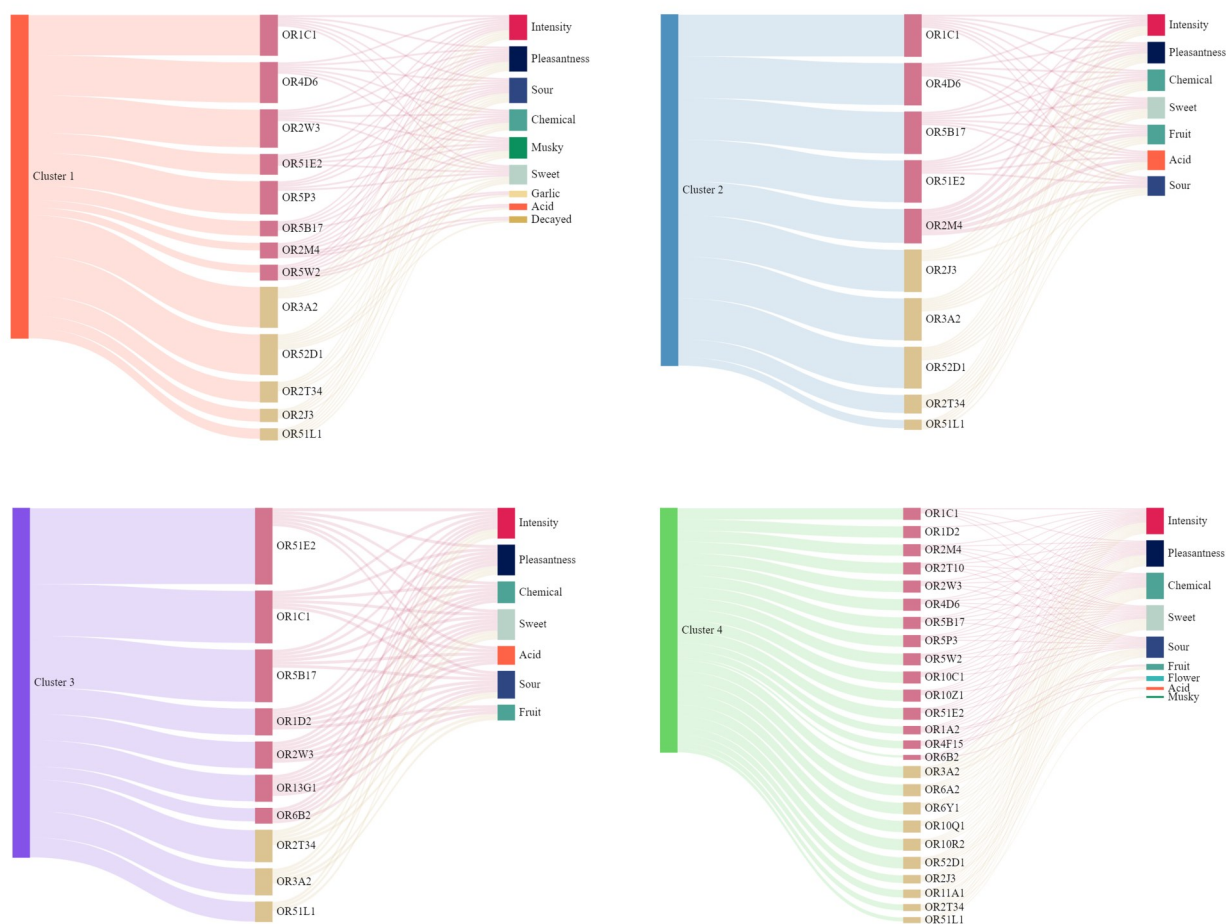 Cluster 1
OR1C1
OR4D6
OR2W3
OR51E2
OR5P3
OR5B17
OR2M4
OR5W2
OR3A2
OR52D1
OR2T34
OR2J3
OR51L1
Intensity
Pleasantness
Sour
Chemical
Musky
Sweet
Garlic
Acid
Decayed
Cluster 2
OR1C1
OR4D6
OR5B17
OR51E2
OR2M4
OR2J3
OR3A2
OR52D1
OR2T34
OR51L1
Intensity
Pleasantness
Chemical
Sweet
Fruit
Acid
Sour
Cluster 3
OR51E2
OR1C1
OR5B17
OR1D2
OR2W3
OR13G1
OR6B2
OR2T34
OR3A2
OR51L1
Intensity
Pleasantness
Chemical
Sweet
Acid
Sour
Fruit
Cluster 4
OR1C1
OR1D2
OR2M4
OR2T10
OR2W3
OR4D6
OR5B17
OR5P3
OR5W2
OR10C1
OR10Z1
OR51E2
OR1A2
OR4F15
OR6B2
OR3A2
OR6A2
OR6Y1
OR10Q1
OR10R2
OR52D1
OR2J3
OR11A1
OR2T34
OR51L1
Intensity
Pleasantness
Chemical
Sweet
Sour
Fruit
Flower
Acid
Musky